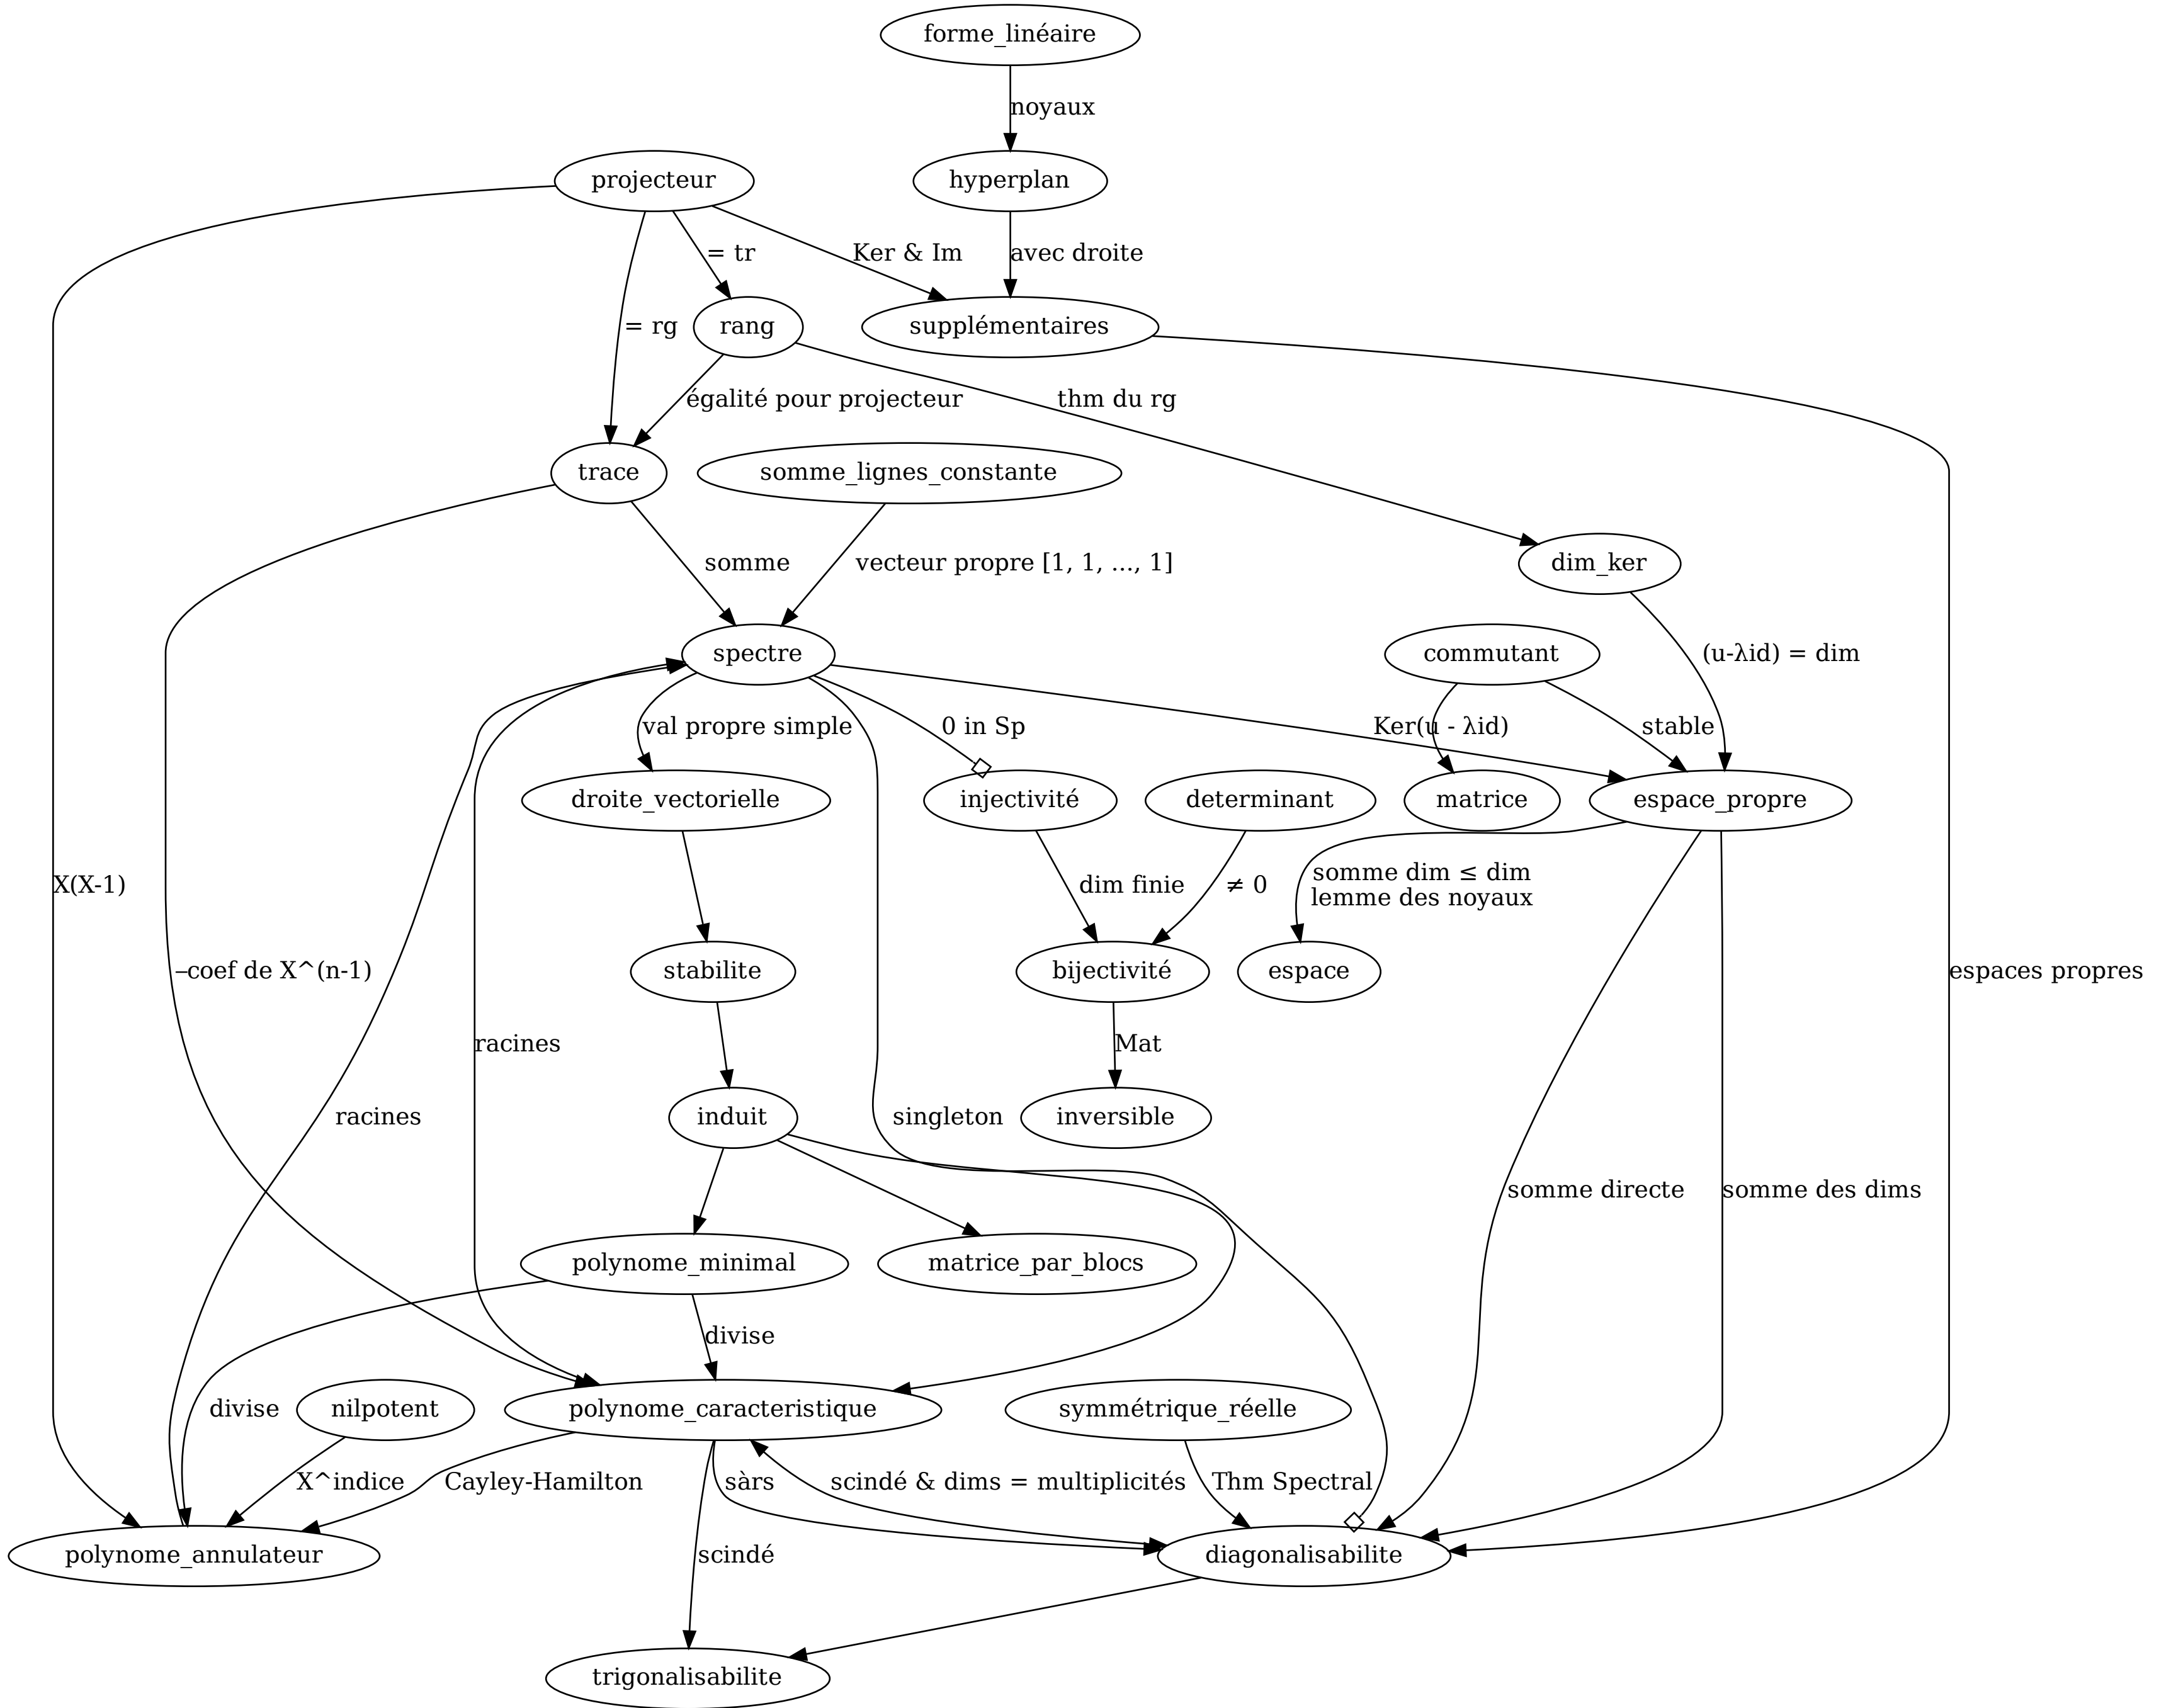 forme_linéaire
noyaux
projecteur
hyperplan
= tr
Ker & Im
avec droite
= rg
rang
supplémentaires
égalité pour projecteur
thm du rg
trace
somme_lignes_constante
somme
vecteur propre [1, 1, ..., 1]
dim_ker
spectre
commutant
(u-λid) = dim
val propre simple
0 in Sp
Ker(u - λid)
stable
droite_vectorielle
injectivité
determinant
matrice
espace_propre
X(X-1)
dim finie
≠ 0
somme dim ≤ dim
lemme des noyaux
–coef de X^(n-1)
stabilite
bijectivité
espace
espaces propres
racines
Mat
racines
induit
singleton
inversible
somme directe
somme des dims
polynome_minimal
matrice_par_blocs
divise
divise
nilpotent
polynome_caracteristique
symmétrique_réelle
X^indice
Cayley-Hamilton
sàrs
scindé & dims = multiplicités
Thm Spectral
polynome_annulateur
scindé
diagonalisabilite
trigonalisabilite